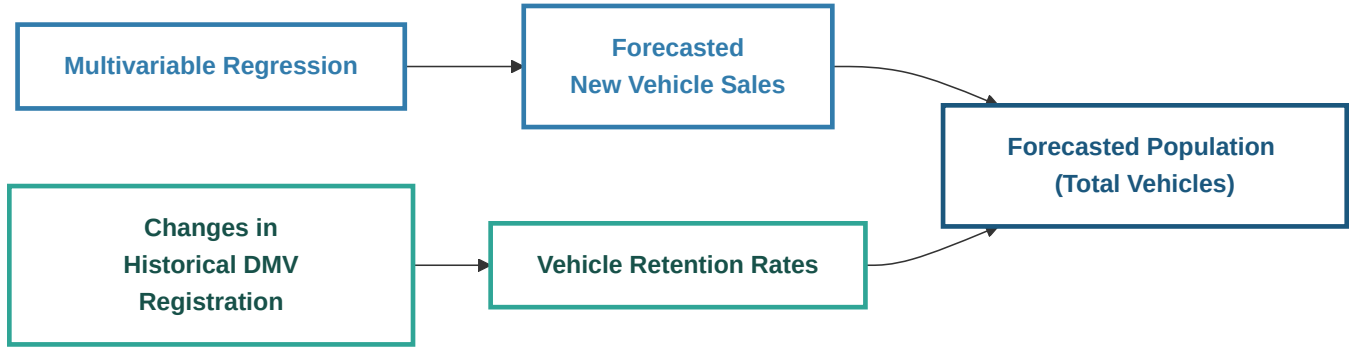 Multivariable Regression
Forecasted
New Vehicle Sales
Forecasted Population
(Total Vehicles)
Changes in
Historical DMV
Registration
Vehicle Retention Rates